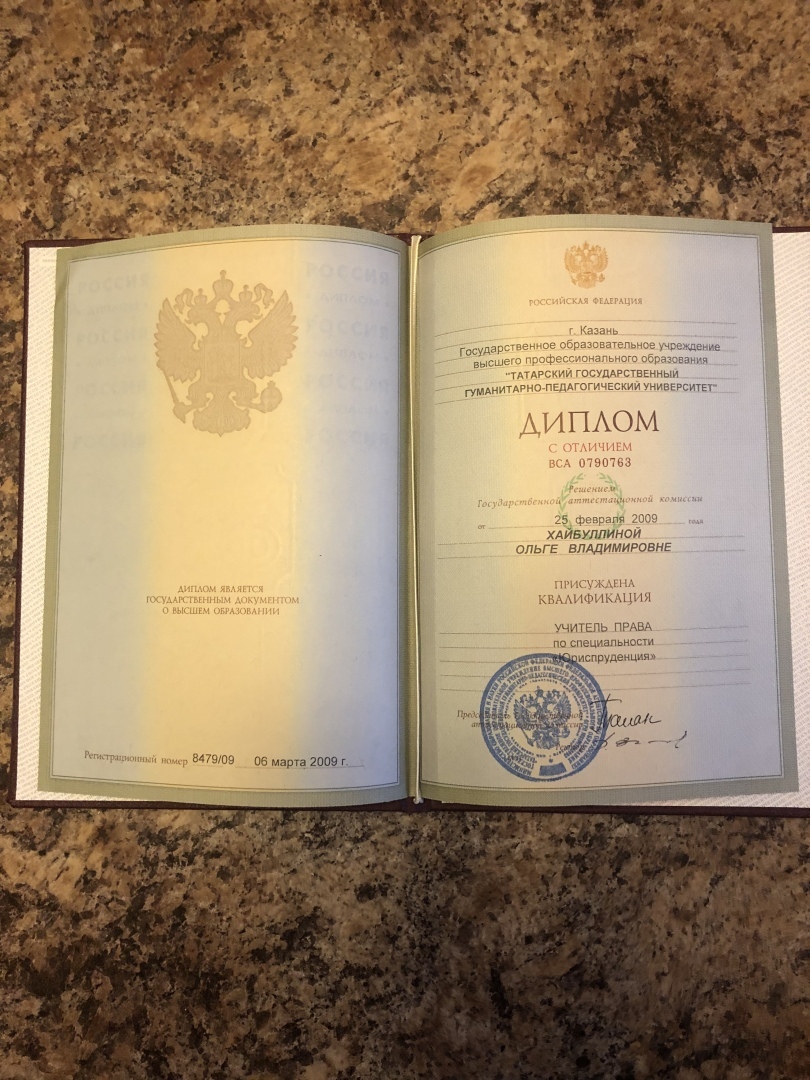 ДИПЛОМ ЯВЛЯЕТСЯ
ГОСУДАРСТВЕННЫМ ДОКУМЕНТОМ
О ВЫСШЕМ ОБРАЗОВАНИИ
Регистрационный номер 8479/09 06 марта 2009 г.
РОССИЙСКАЯ ФЕДЕРАЦИЯ
г. Казань
Государственное образовательное учреждение
высшего профессионального образования
"ТАТАРСКИЙ ГОСУДАРСТВЕННЫЙ
ГУМАНИТАРНО-ПЕДАГОГИЧЕСКИЙ УНИВЕРСИТЕТ"
ДИПЛОМ
С ОТЛИЧИЕМ
ВСА 0790763
Решением
Государственной аттестационной комиссии
от 25 февраля 2009 года
ХАЙБУЛЛИНОЙ
ОЛЬГЕ ВЛАДИМИРОВНЕ
ПРИСУЖДЕНА
КВАЛИФИКАЦИЯ
УЧИТЕЛЬ ПРАВА
по специальности
«Юриспруденция»